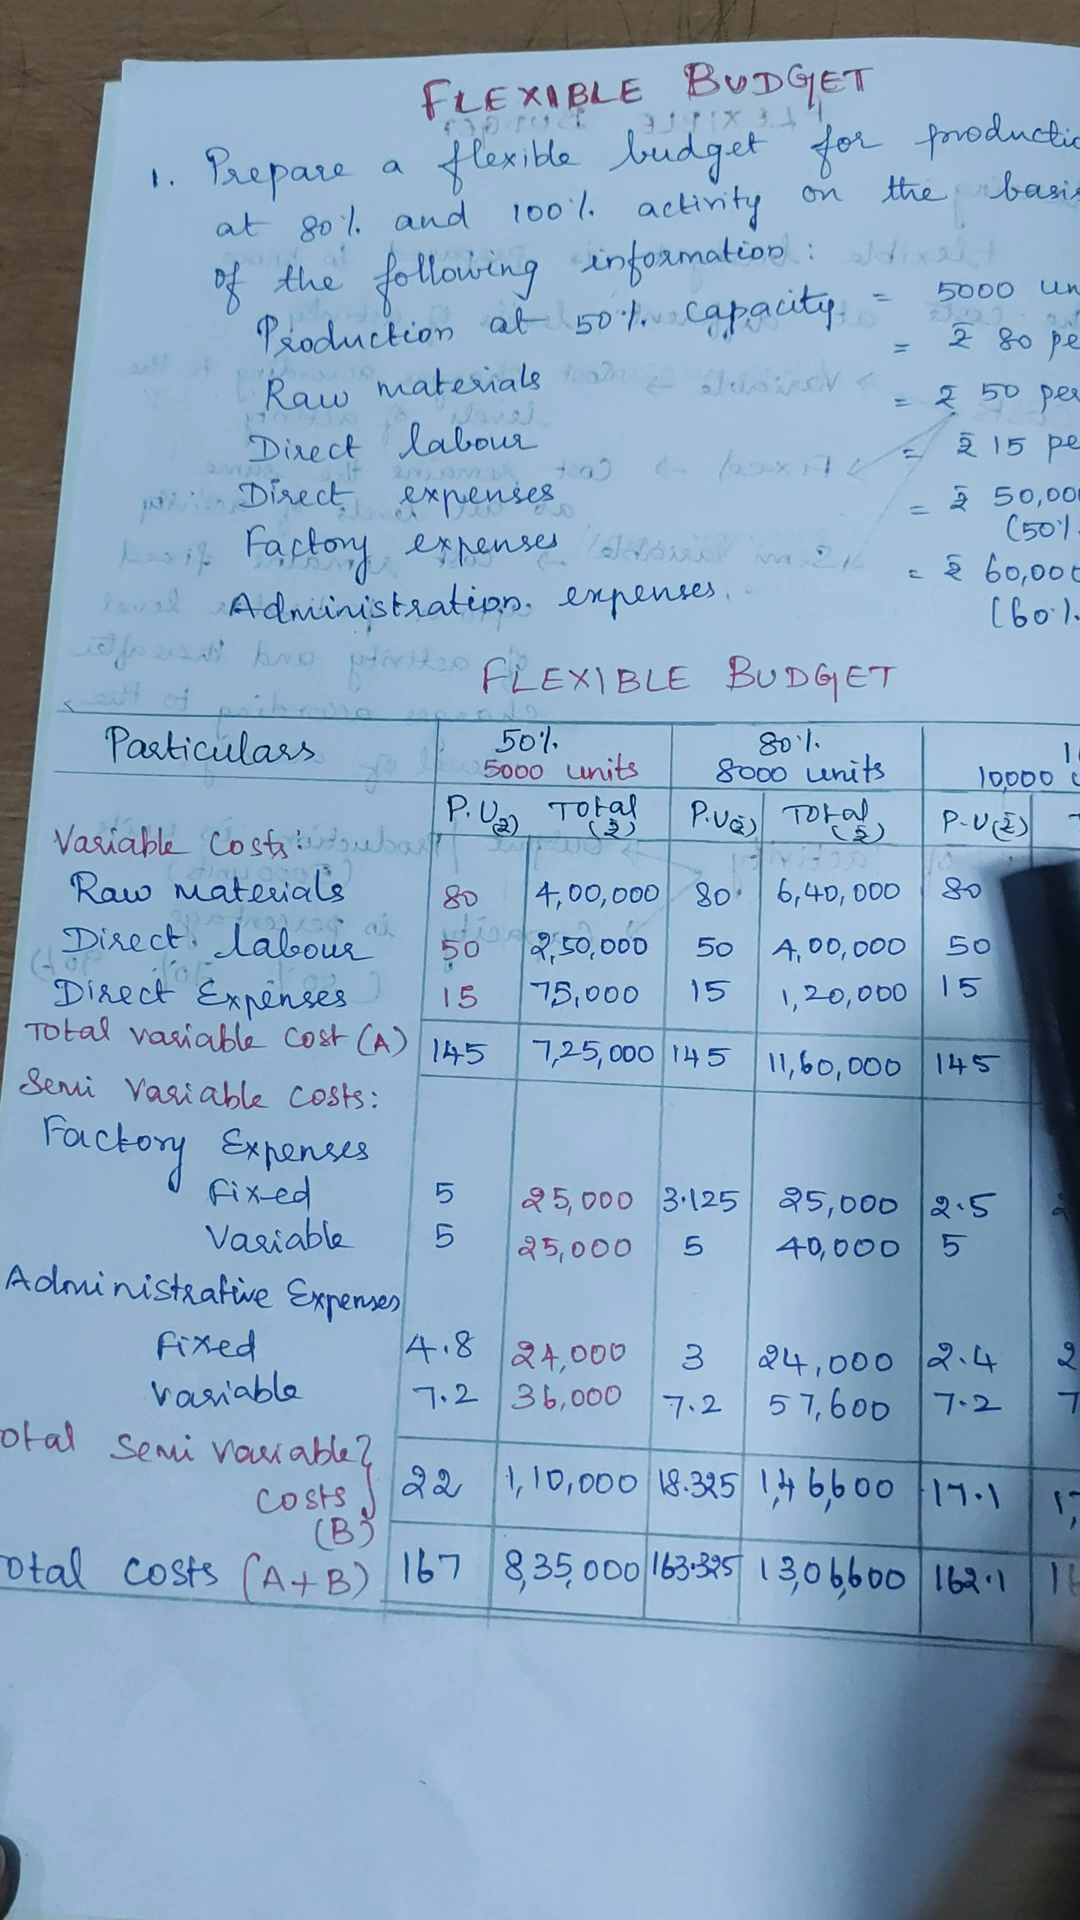 FLEXIBLE BUDGET
1. Prepare a flexible budget for producti
at 80% and 100% activity on the basis
of the following information:
Production at 50% capacity = 5000 un
Raw materials = ₹ 80 pe
Direct labour = ₹ 50 per
Direct expenses = ₹ 15 pe
Factory expenses = ₹ 50,00
(50%
Administration expenses = ₹ 60,000
(60%
FLEXIBLE BUDGET
Particulars 50% 80% 1
5000 units 8000 units 10,000 u
P.U(₹) Total (₹) P.U(₹) Total (₹) P.U(₹)
Variable Costs:
Raw materials 80 4,00,000 80 6,40,000 80
Direct labour 50 2,50,000 50 4,00,000 50
Direct Expenses 15 75,000 15 1,20,000 15
Total variable cost (A) 145 7,25,000 145 11,60,000 145
Semi variable costs:
Factory Expenses
Fixed 5 25,000 3.125 25,000 2.5 2
Variable 5 25,000 5 40,000 5
Administrative Expenses
Fixed 4.8 24,000 3 24,000 2.4 2
variable 7.2 36,000 7.2 57,600 7.2 7
otal semi variable
costs (B) 22 1,10,000 18.325 1,46,600 17.1 1,
otal costs (A+B) 167 8,35,000 163.325 13,06,600 162.1 16